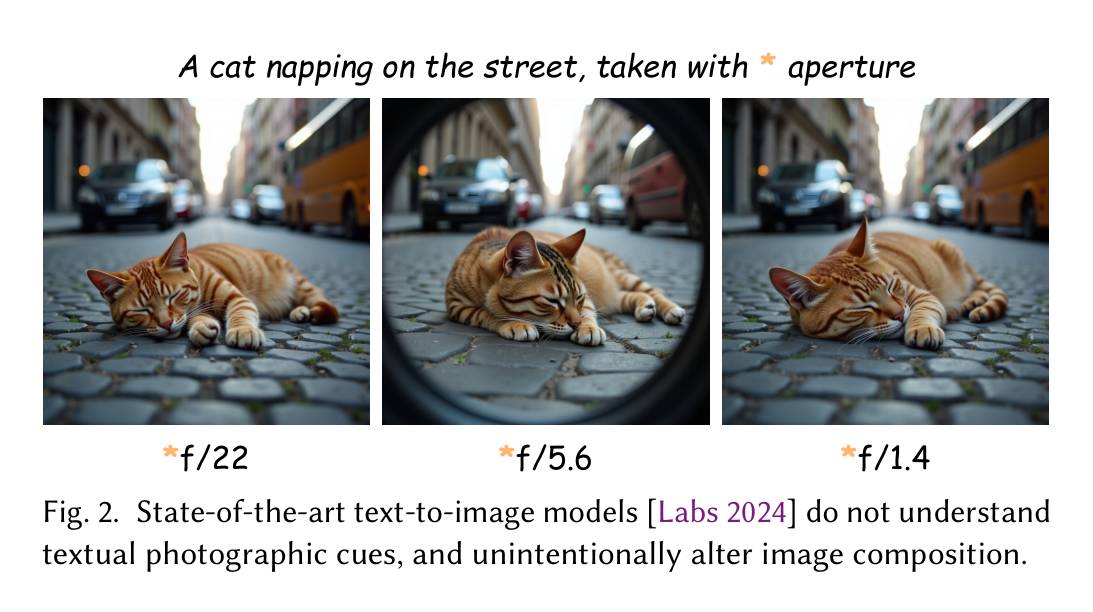 A cat napping on the street, taken with * aperture
*f/22
*f/5.6
*f/1.4
Fig. 2. State-of-the-art text-to-image models [Labs 2024] do not understand
textual photographic cues, and unintentionally alter image composition.